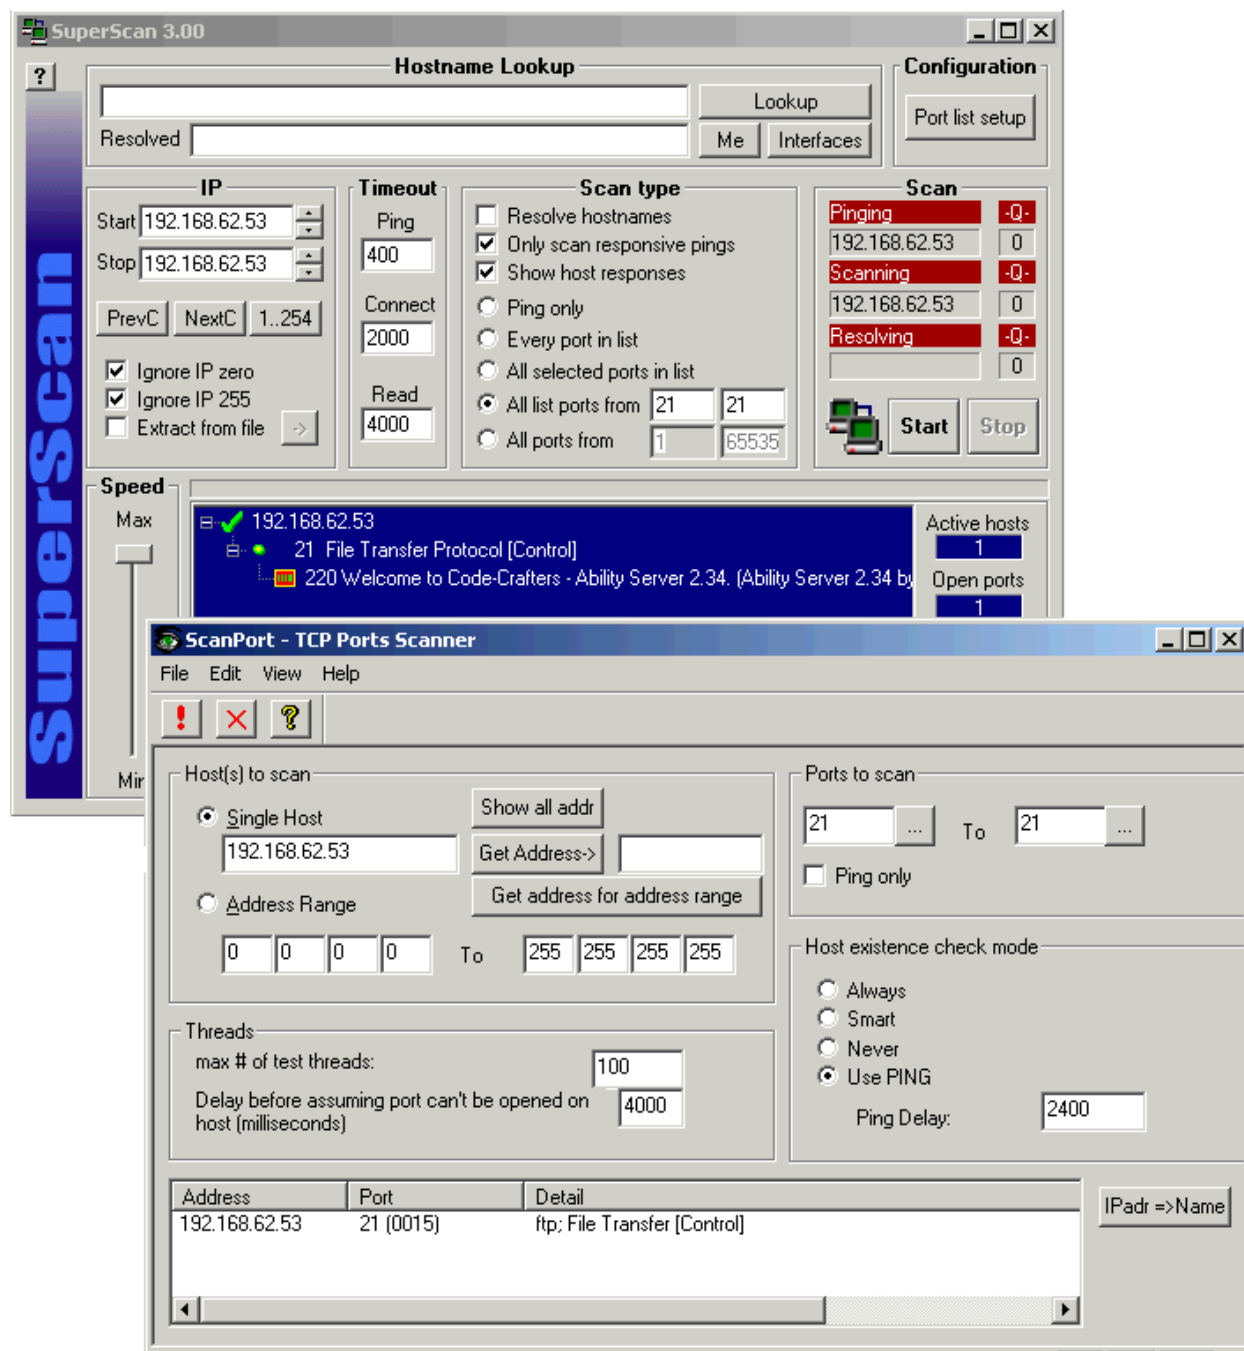 SuperScan 3.00
?
Hostname Lookup
Lookup
Resolved
Me
Interfaces
Configuration
Port list setup
SuperScan
IP
Start 192.168.62.53
Stop 192.168.62.53
PrevC NextC 1..254
Ignore IP zero
Ignore IP 255
Extract from file ->
Timeout
Ping
400
Connect
2000
Read
4000
Scan type
Resolve hostnames
Only scan responsive pings
Show host responses
Ping only
Every port in list
All selected ports in list
All list ports from 21 21
All ports from 1 65535
Scan
Pinging -Q-
192.168.62.53 0
Scanning -Q-
192.168.62.53 0
Resolving -Q-
0
Start Stop
Speed
Max
Min
192.168.62.53
21 File Transfer Protocol [Control]
220 Welcome to Code-Crafters - Ability Server 2.34. (Ability Server 2.34 by
Active hosts
1
Open ports
1
ScanPort - TCP Ports Scanner
File Edit View Help
! ?
Host(s) to scan
Single Host
192.168.62.53
Show all addr
Get Address->
Get address for address range
Address Range
0 0 0 0 To 255 255 255 255
Ports to scan
21 ... To 21 ...
Ping only
Threads
max # of test threads: 100
Delay before assuming port can't be opened on 4000
host (milliseconds)
Host existence check mode
Always
Smart
Never
Use PING
Ping Delay: 2400
Address Port Detail
192.168.62.53 21 (0015) ftp; File Transfer [Control]
IPadr =>Name